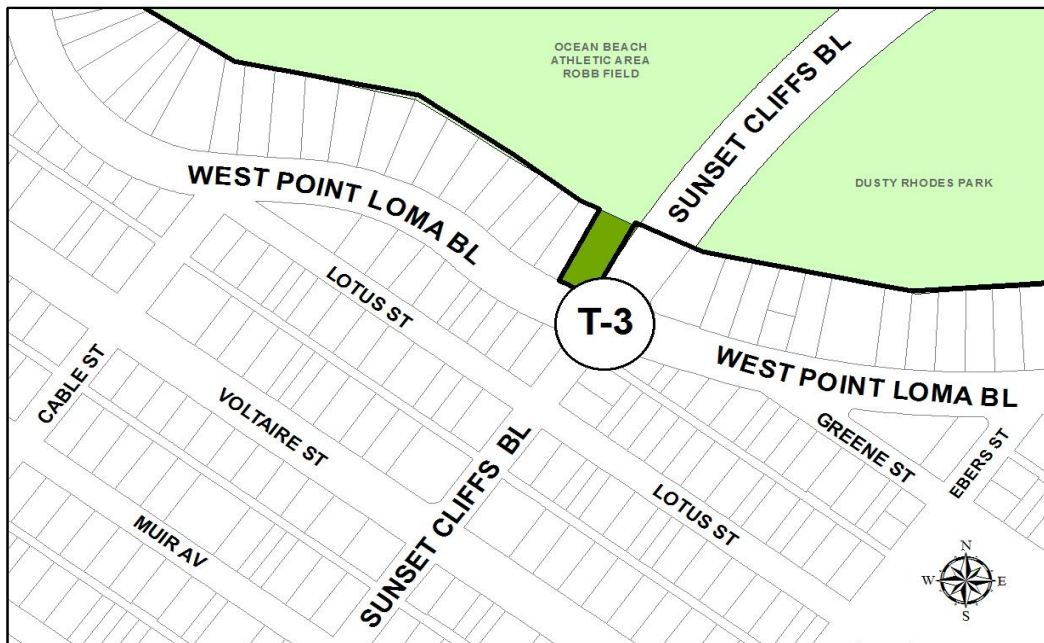 OCEAN BEACH
ATHLETIC AREA
ROBB FIELD
SUNSET CLIFFS BL
DUSTY RHODES PARK
WEST POINT LOMA BL
LOTUS ST
T-3
WEST POINT LOMA BL
CABLE ST
VOLTAIRE ST
GREENE ST
EBERS ST
SUNSET CLIFFS BL
LOTUS ST
MUIR AV
N
W E
S